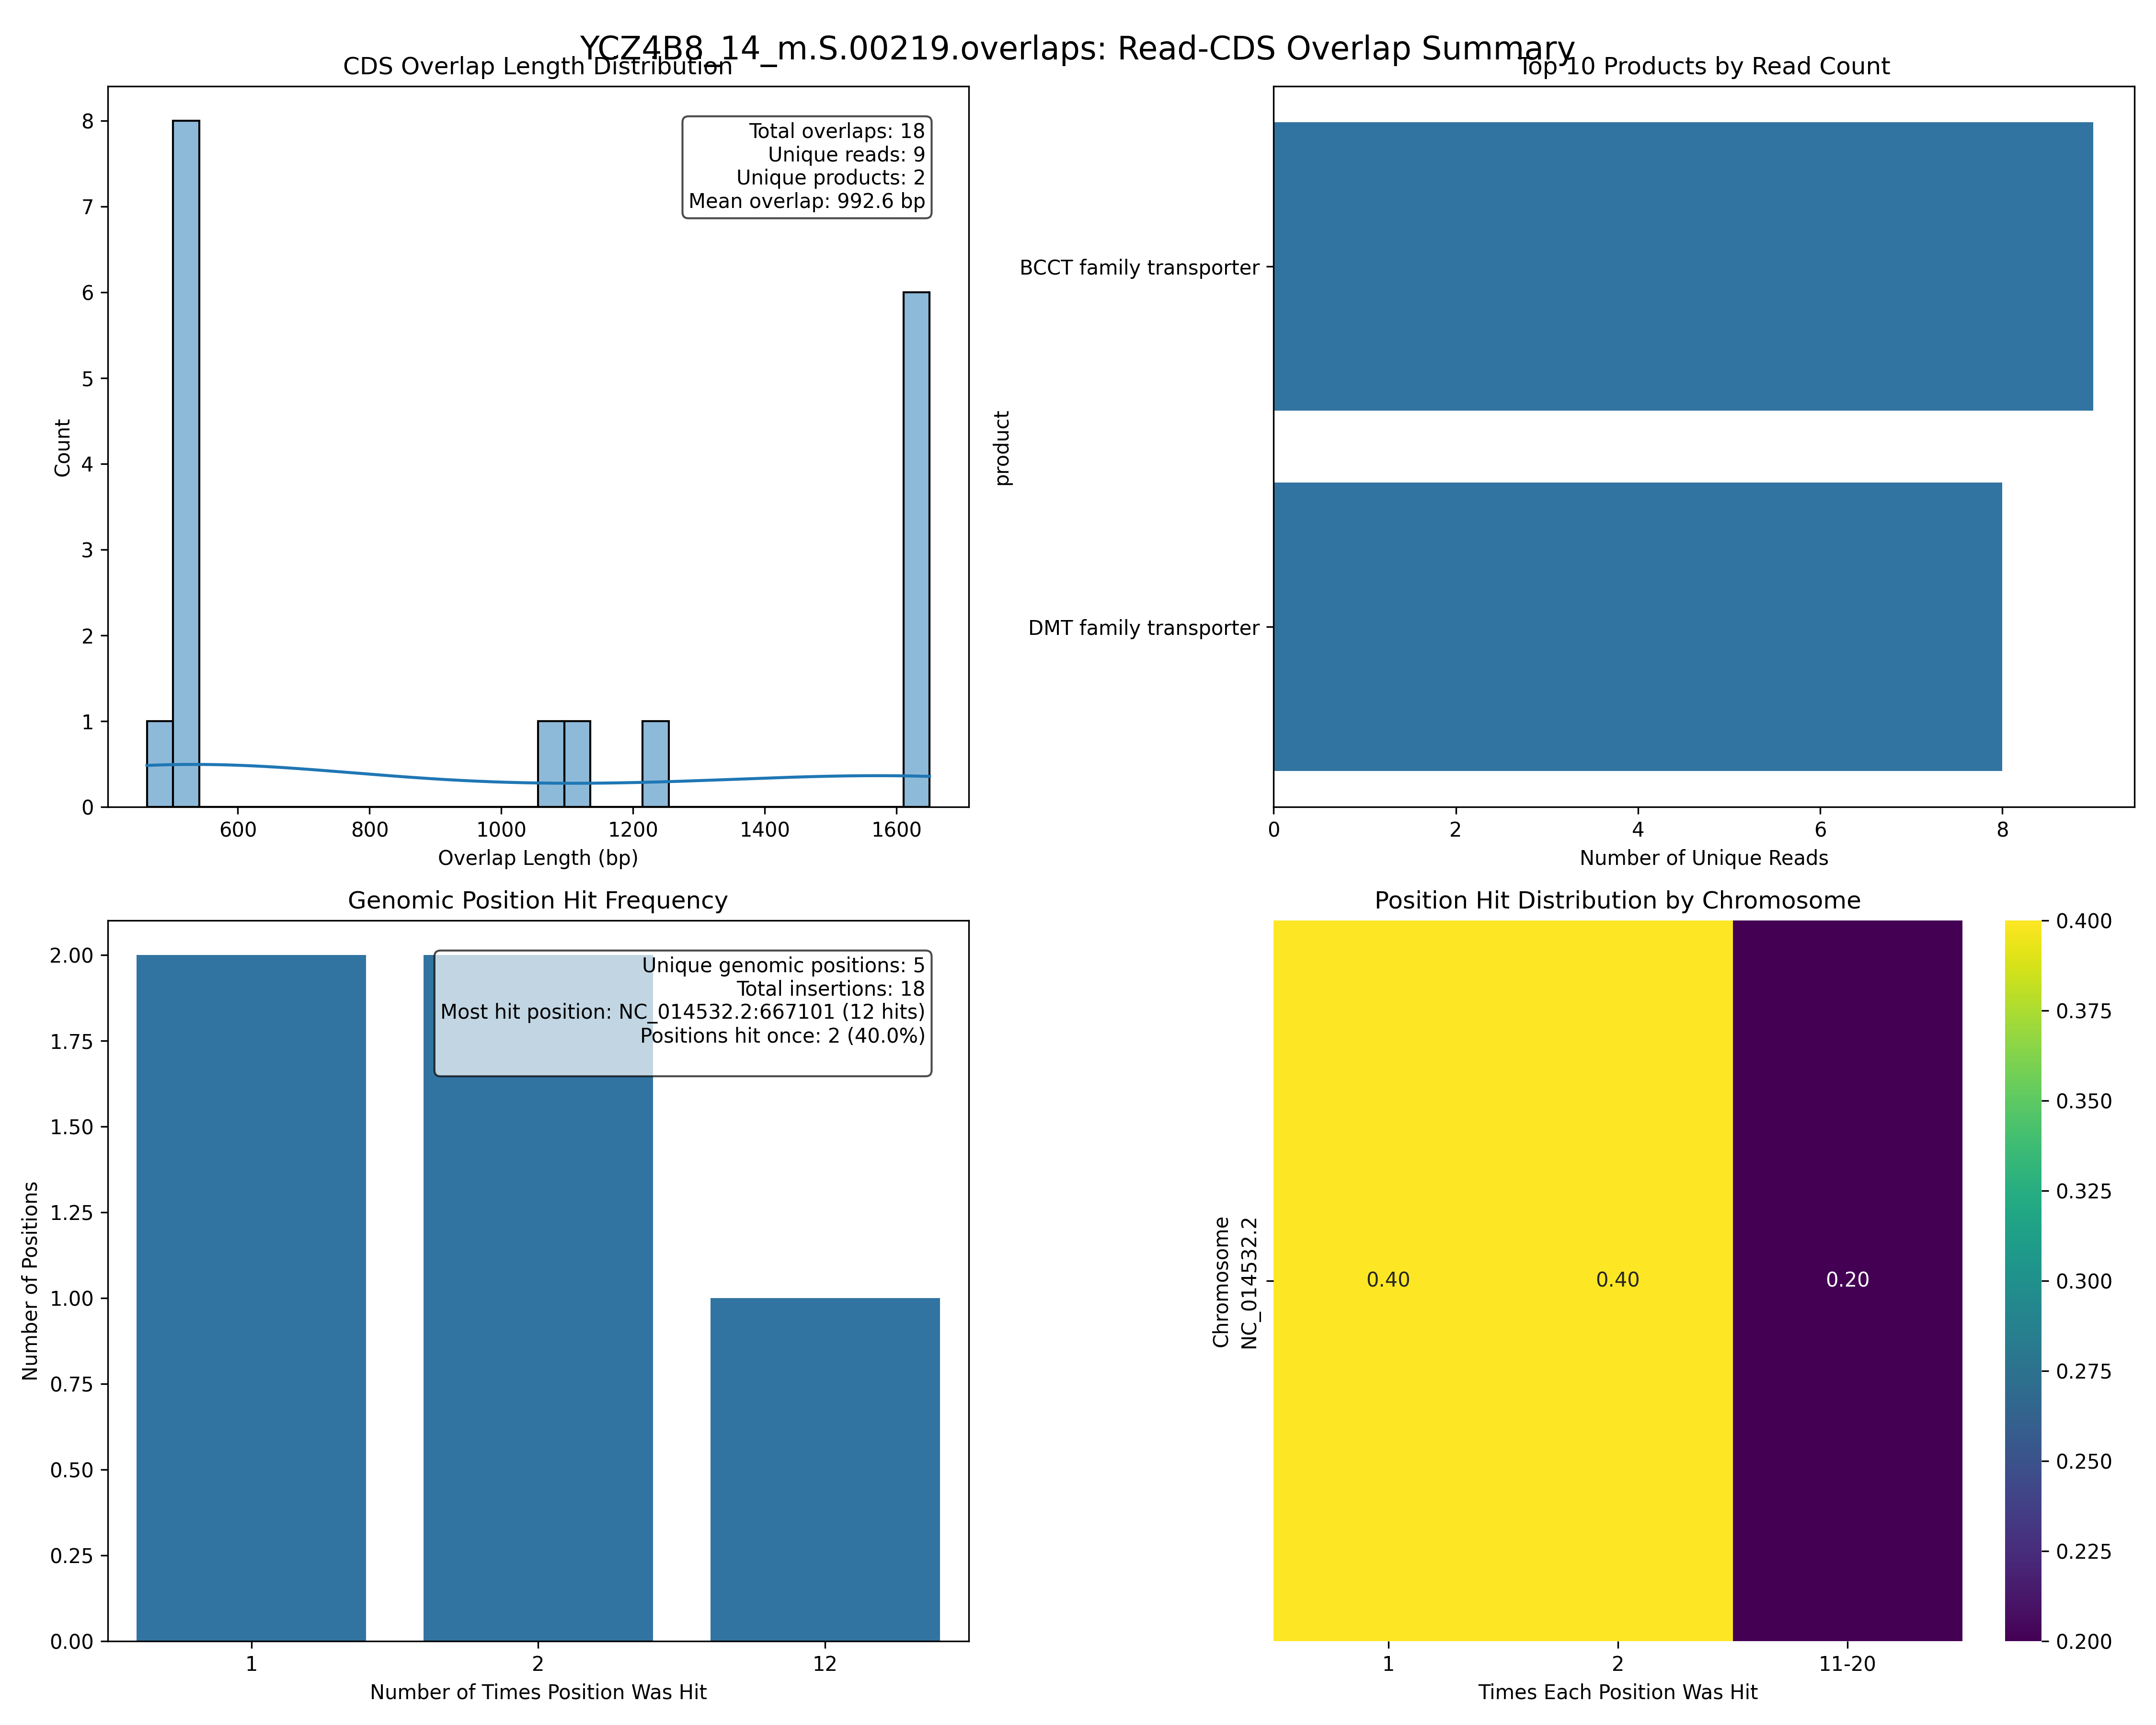 YCZ4B8_14_m.S.00219.overlaps: Read-CDS Overlap Summary
CDS Overlap Length Distribution
8
7
6
5
4
3
2
1
0
Count
Total overlaps: 18
Unique reads: 9
Unique products: 2
Mean overlap: 992.6 bp
600 800 1000 1200 1400 1600
Overlap Length (bp)
Top 10 Products by Read Count
product
BCCT family transporter
DMT family transporter
0 2 4 6 8
Number of Unique Reads
Genomic Position Hit Frequency
2.00
1.75
1.50
1.25
1.00
0.75
0.50
0.25
0.00
Number of Positions
Unique genomic positions: 5
Total insertions: 18
Most hit position: NC_014532.2:667101 (12 hits)
Positions hit once: 2 (40.0%)
1 2 12
Number of Times Position Was Hit
Position Hit Distribution by Chromosome
Chromosome
NC_014532.2
0.40 0.40 0.20
1 2 11-20
Times Each Position Was Hit
0.400
0.375
0.350
0.325
0.300
0.275
0.250
0.225
0.200